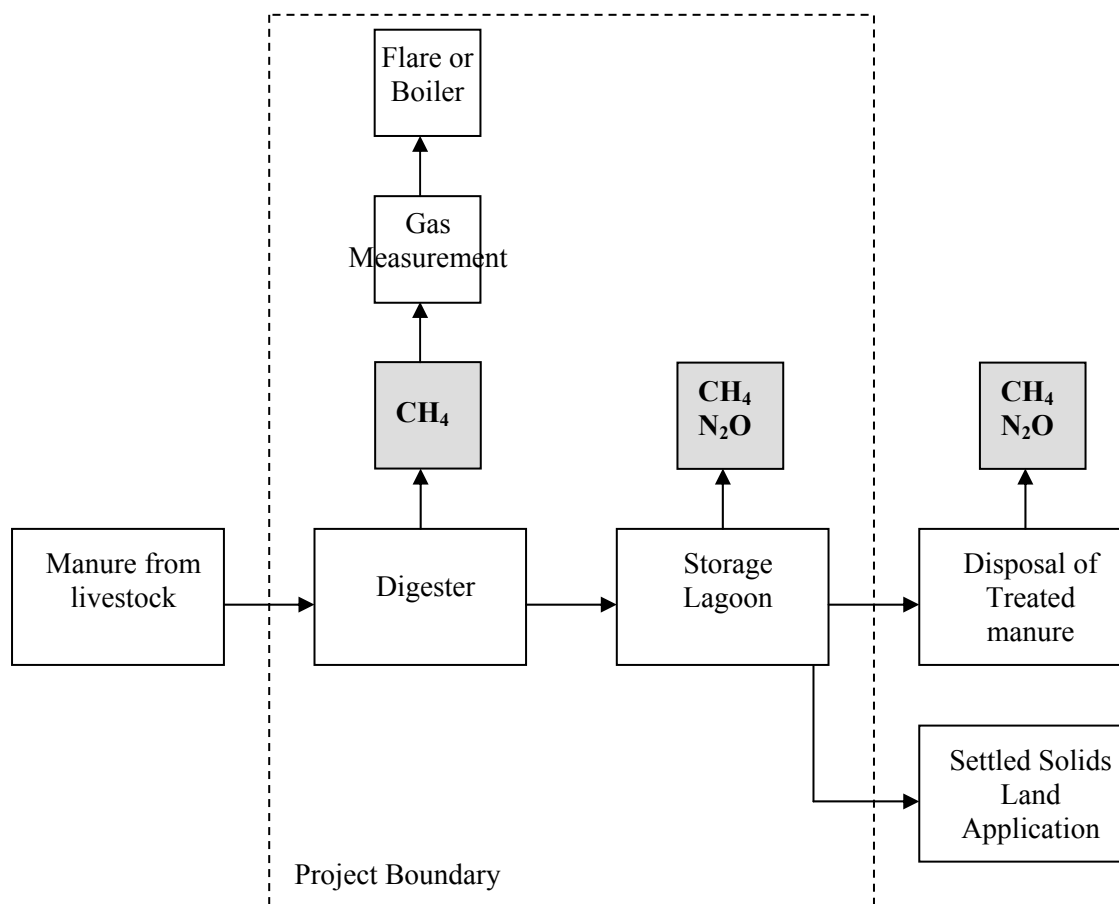 Flare or
Boiler
Gas
Measurement
CH₄
CH₄
N₂O
CH₄
N₂O
Manure from
livestock
Digester
Storage
Lagoon
Disposal of
Treated
manure
Settled Solids
Land
Application
Project Boundary